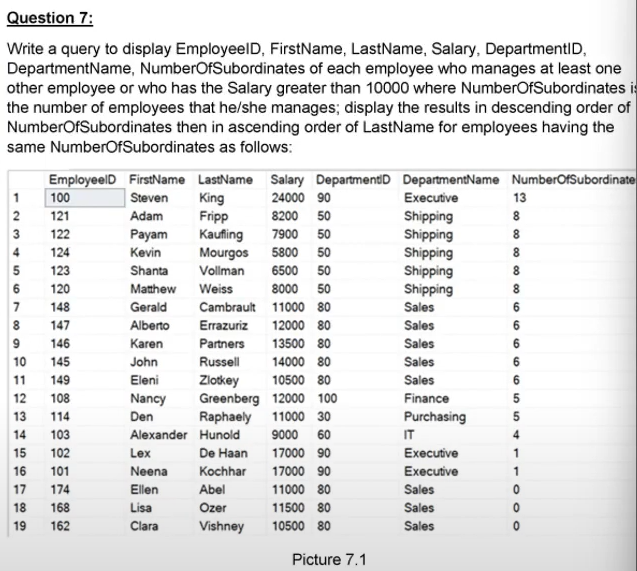 Question 7:
Write a query to display EmployeeID, FirstName, LastName, Salary, DepartmentID,
DepartmentName, NumberOfSubordinates of each employee who manages at least one
other employee or who has the Salary greater than 10000 where NumberOfSubordinates is
the number of employees that he/she manages; display the results in descending order of
NumberOfSubordinates then in ascending order of LastName for employees having the
same NumberOfSubordinates as follows:
EmployeeID FirstName LastName Salary DepartmentID DepartmentName NumberOfSubordinate
1 100 Steven King 24000 90 Executive 13
2 121 Adam Fripp 8200 50 Shipping 8
3 122 Payam Kaufling 7900 50 Shipping 8
4 124 Kevin Mourgos 5800 50 Shipping 8
5 123 Shanta Vollman 6500 50 Shipping 8
6 120 Matthew Weiss 8000 50 Shipping 8
7 148 Gerald Cambrault 11000 80 Sales 6
8 147 Alberto Errazuriz 12000 80 Sales 6
9 146 Karen Partners 13500 80 Sales 6
10 145 John Russell 14000 80 Sales 6
11 149 Eleni Zlotkey 10500 80 Sales 6
12 108 Nancy Greenberg 12000 100 Finance 5
13 114 Den Raphaely 11000 30 Purchasing 5
14 103 Alexander Hunold 9000 60 IT 4
15 102 Lex De Haan 17000 90 Executive 1
16 101 Neena Kochhar 17000 90 Executive 1
17 174 Ellen Abel 11000 80 Sales 0
18 168 Lisa Ozer 11500 80 Sales 0
19 162 Clara Vishney 10500 80 Sales 0
Picture 7.1